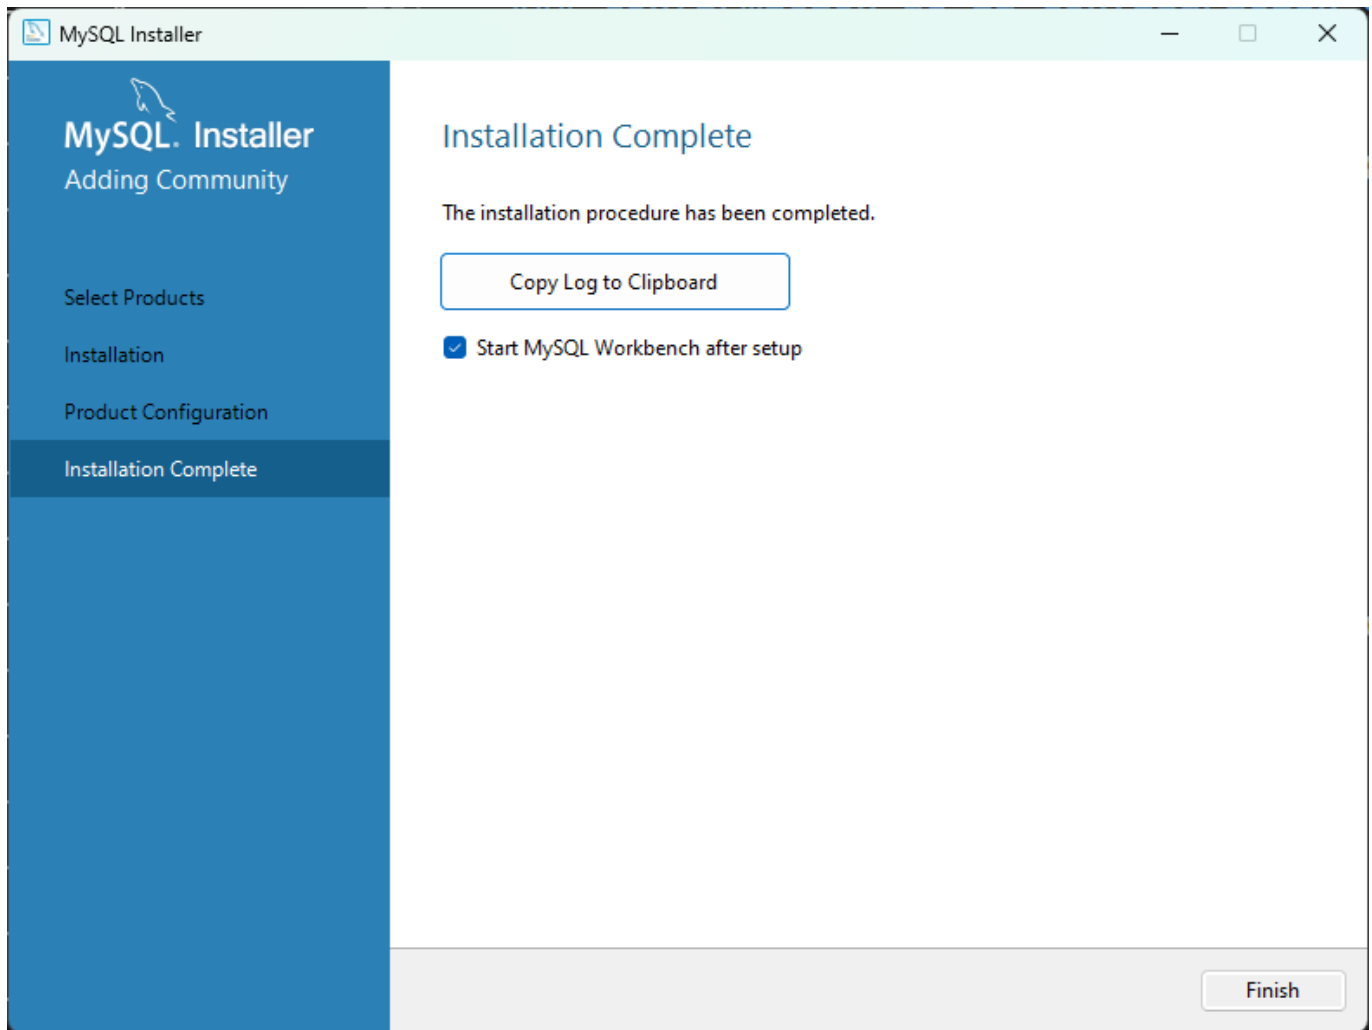 MySQL Installer
MySQL. Installer
Adding Community
Select Products
Installation
Product Configuration
Installation Complete
Installation Complete
The installation procedure has been completed.
Copy Log to Clipboard
Start MySQL Workbench after setup
Finish